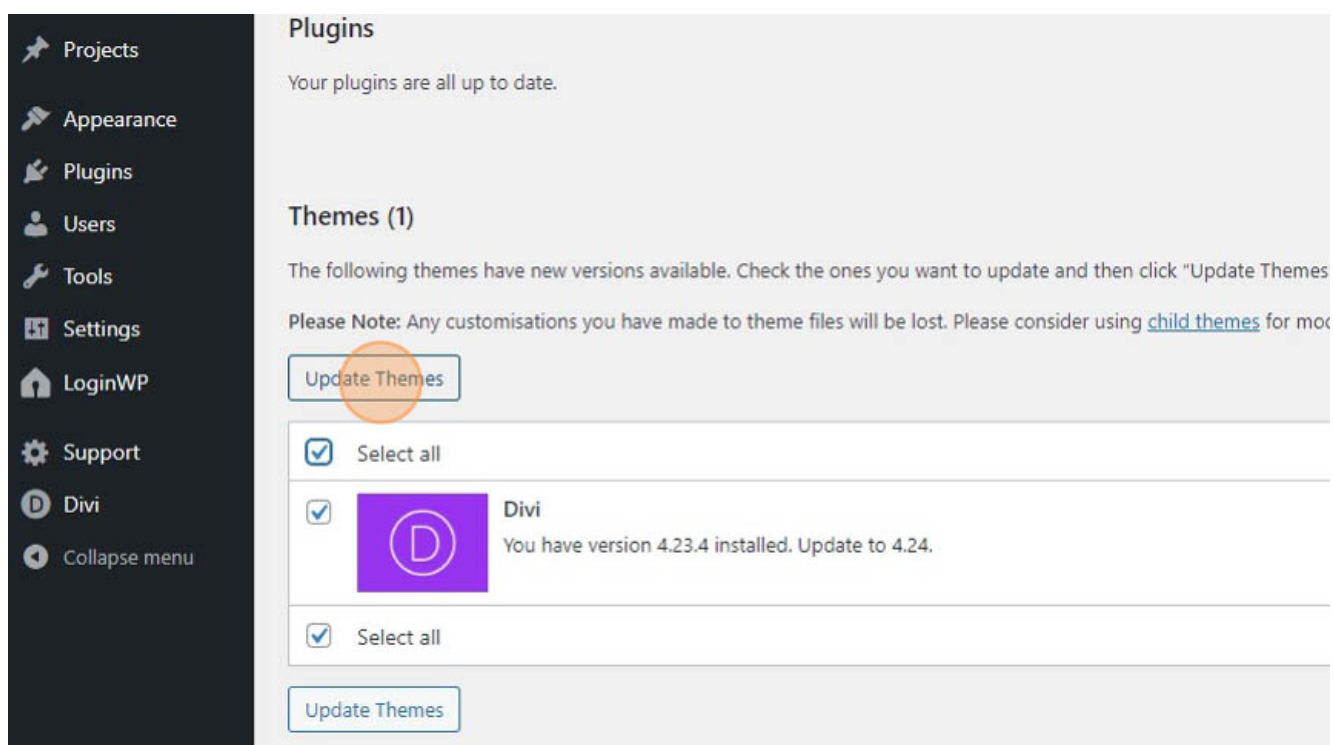 Projects
Appearance
Plugins
Users
Tools
Settings
LoginWP
Support
Divi
Collapse menu
Plugins
Your plugins are all up to date.
Themes (1)
The following themes have new versions available. Check the ones you want to update and then click “Update Themes
Please Note: Any customisations you have made to theme files will be lost. Please consider using child themes for
Update Themes
Select all
Divi
You have version 4.23.4 installed. Update to 4.24.
Select all
Update Themes